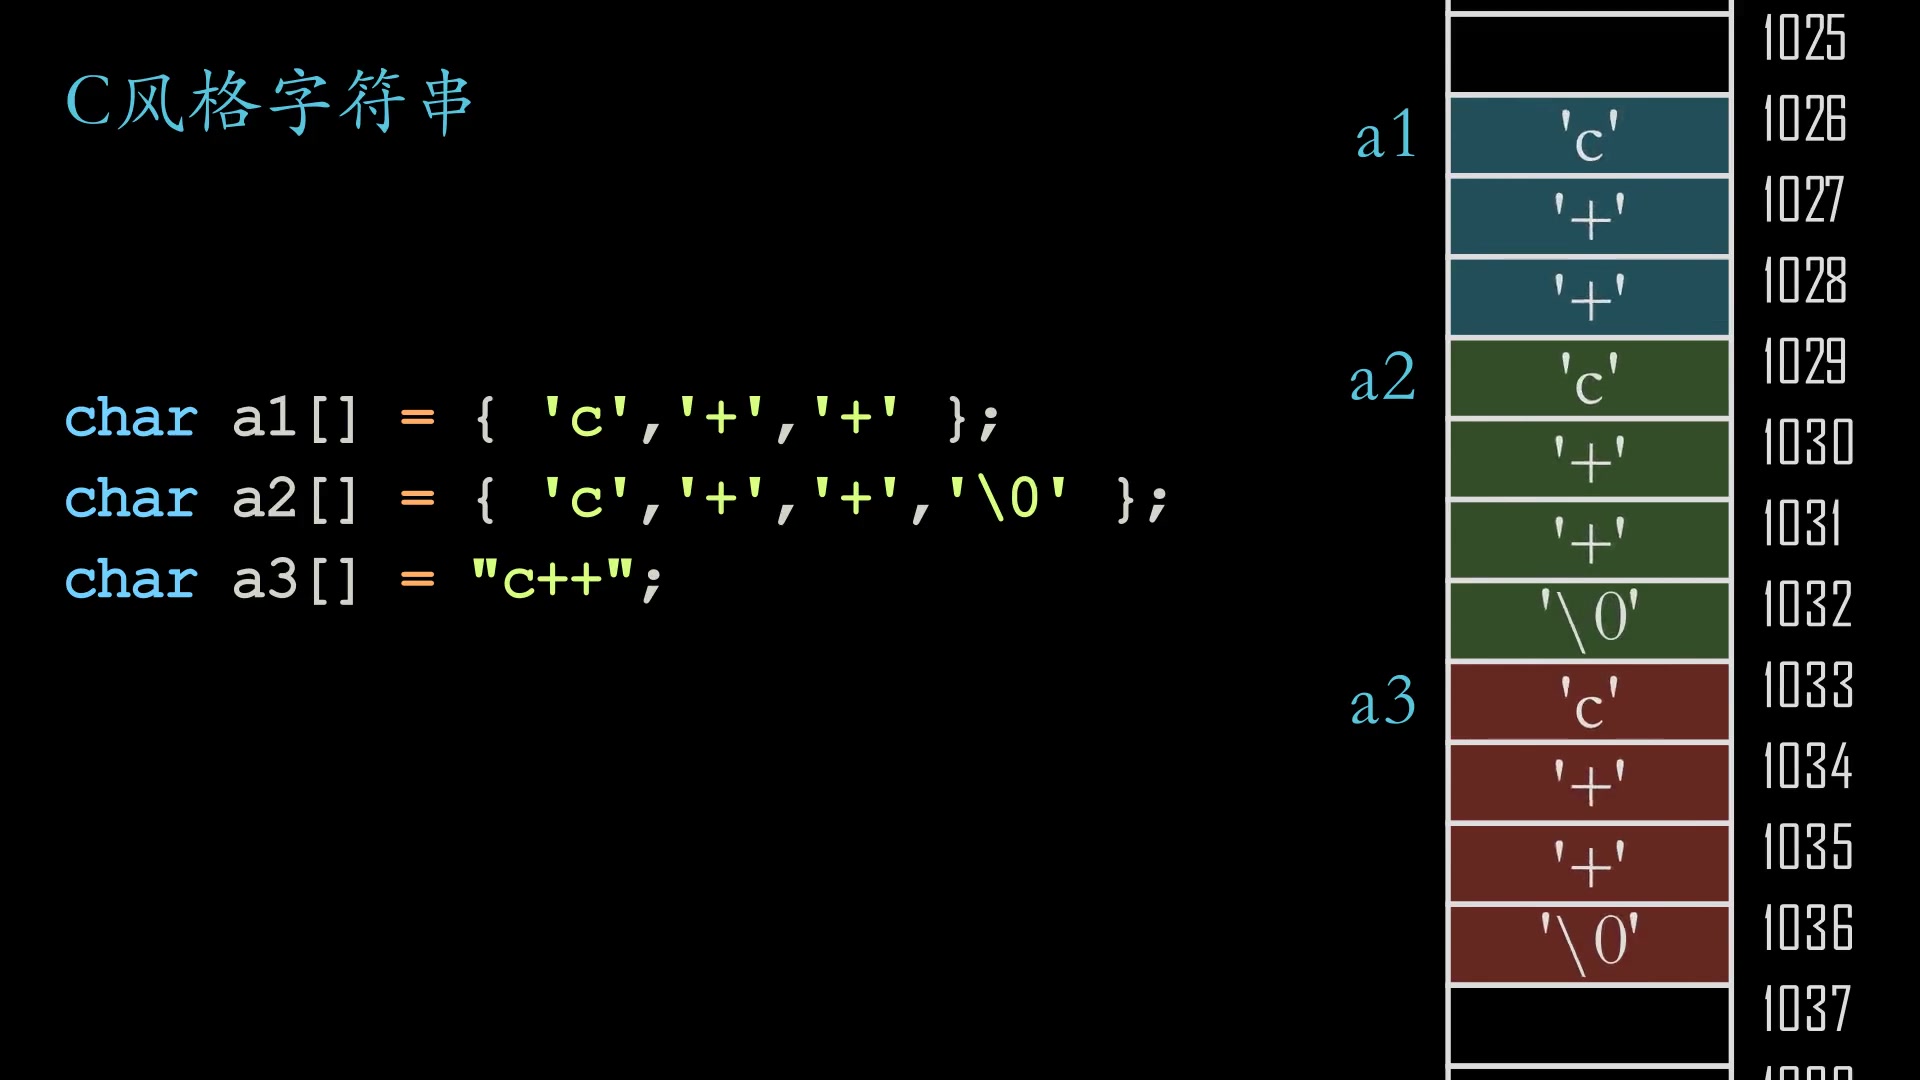 C风格字符串
char a1[] = { 'c','+','+' };
char a2[] = { 'c','+','+','\0' };
char a3[] = "c++";
1025
a1 'c' 1026
'+' 1027
'+' 1028
a2 'c' 1029
'+' 1030
'+' 1031
'\0' 1032
a3 'c' 1033
'+' 1034
'+' 1035
'\0' 1036
1037